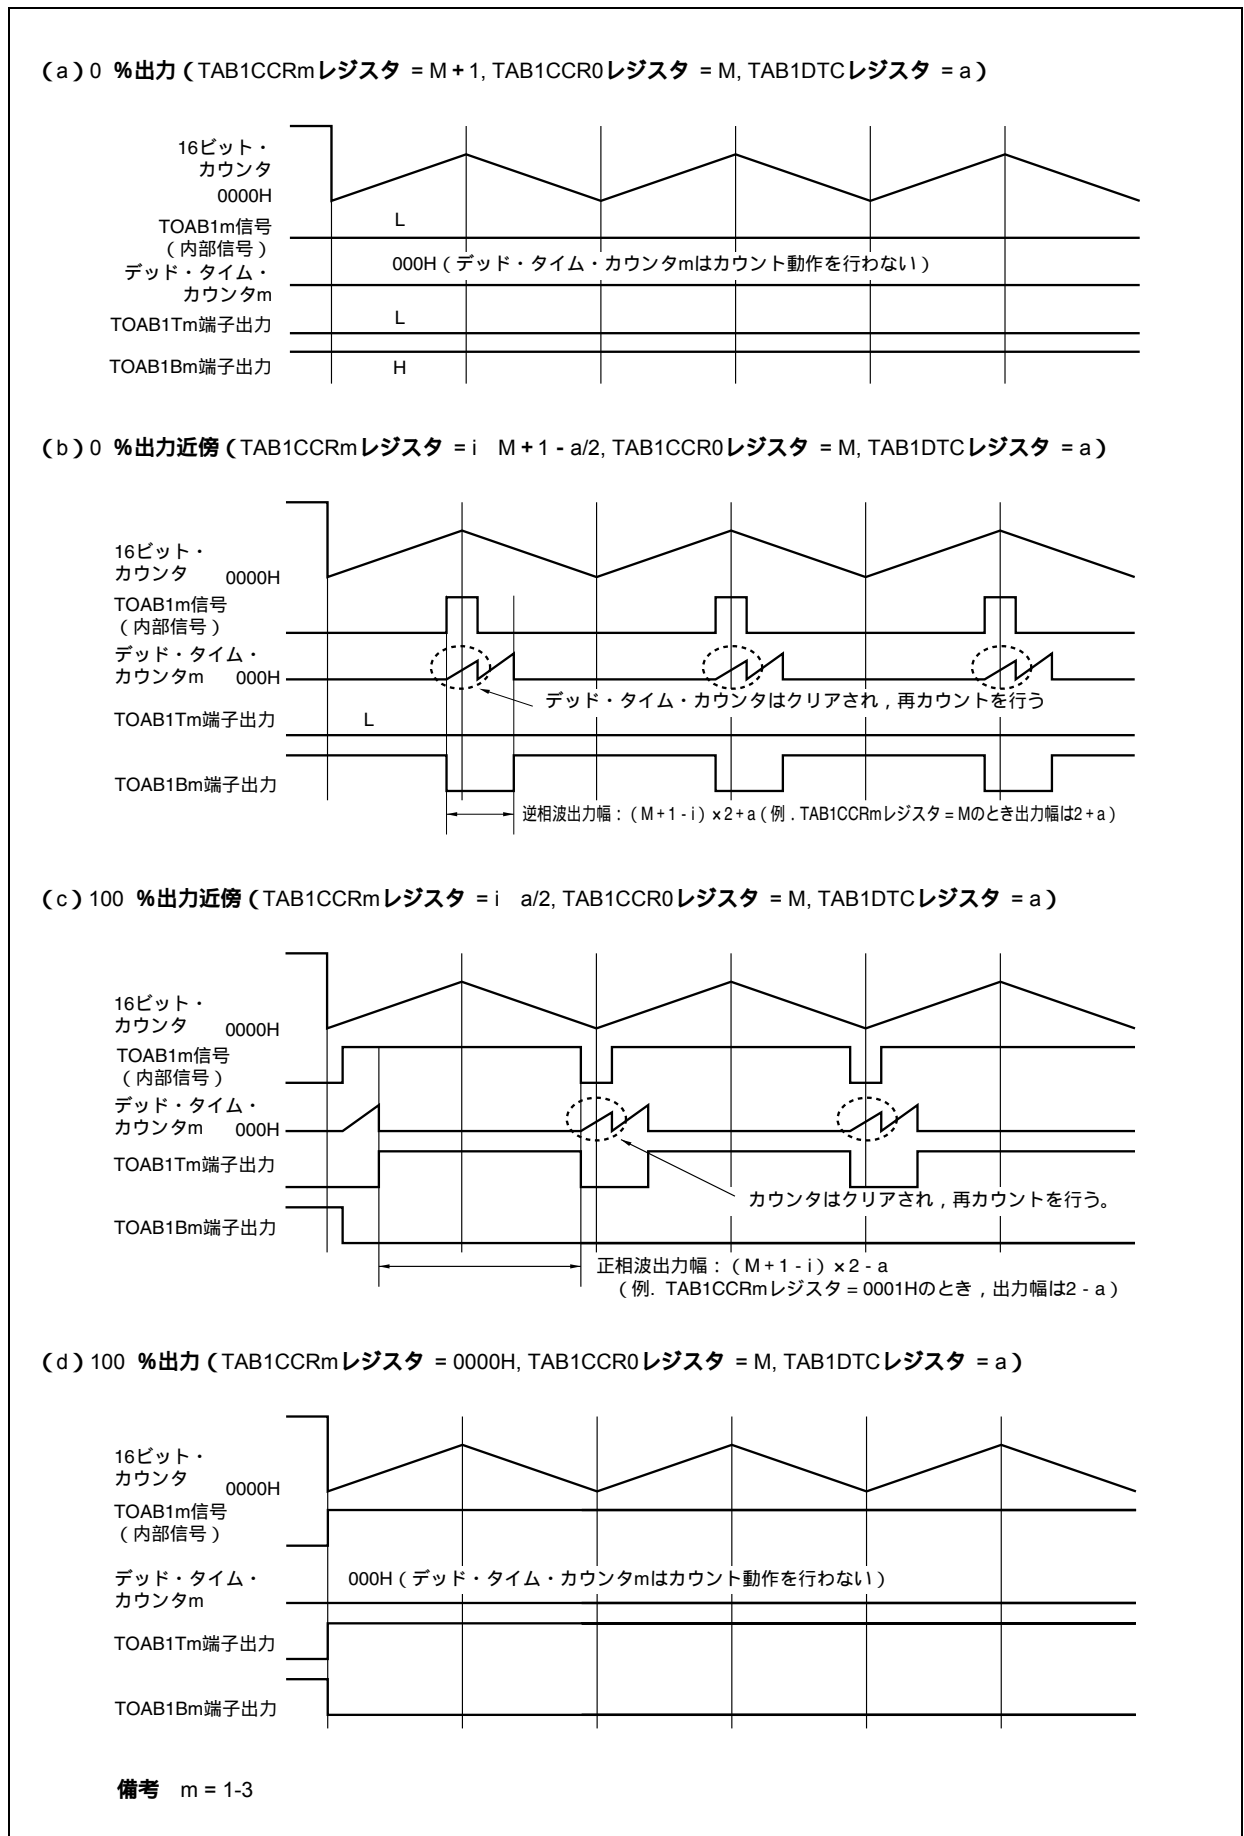 (a) 0 %出力(TAB1CCRmレジスタ = M + 1, TAB1CCR0レジスタ = M, TAB1DTCレジスタ = a)
16ビット・
カウンタ
0000H
TOAB1m信号
(内部信号)
L
デッド・タイム・
カウンタm
000H(デッド・タイム・カウンタmはカウント動作を行わない)
TOAB1Tm端子出力
L
TOAB1Bm端子出力
H
(b) 0 %出力近傍(TAB1CCRmレジスタ = i M + 1 - a/2, TAB1CCR0レジスタ = M, TAB1DTCレジスタ = a)
16ビット・
カウンタ 0000H
TOAB1m信号
(内部信号)
デッド・タイム・
カウンタm 000H
デッド・タイム・カウンタはクリアされ,再カウントを行う
TOAB1Tm端子出力
L
TOAB1Bm端子出力
逆相波出力幅:(M + 1 - i)× 2 + a(例.TAB1CCRmレジスタ = Mのとき出力幅は2 + a)
(c) 100 %出力近傍(TAB1CCRmレジスタ = i a/2, TAB1CCR0レジスタ = M, TAB1DTCレジスタ = a)
16ビット・
カウンタ 0000H
TOAB1m信号
(内部信号)
デッド・タイム・
カウンタm 000H
TOAB1Tm端子出力
カウンタはクリアされ,再カウントを行う。
TOAB1Bm端子出力
正相波出力幅:(M + 1 - i)× 2 - a
(例. TAB1CCRmレジスタ = 0001Hのとき,出力幅は2 - a)
(d) 100 %出力(TAB1CCRmレジスタ = 0000H, TAB1CCR0レジスタ = M, TAB1DTCレジスタ = a)
16ビット・
カウンタ 0000H
TOAB1m信号
(内部信号)
デッド・タイム・
カウンタm
000H(デッド・タイム・カウンタmはカウント動作を行わない)
TOAB1Tm端子出力
TOAB1Bm端子出力
備考 m = 1-3